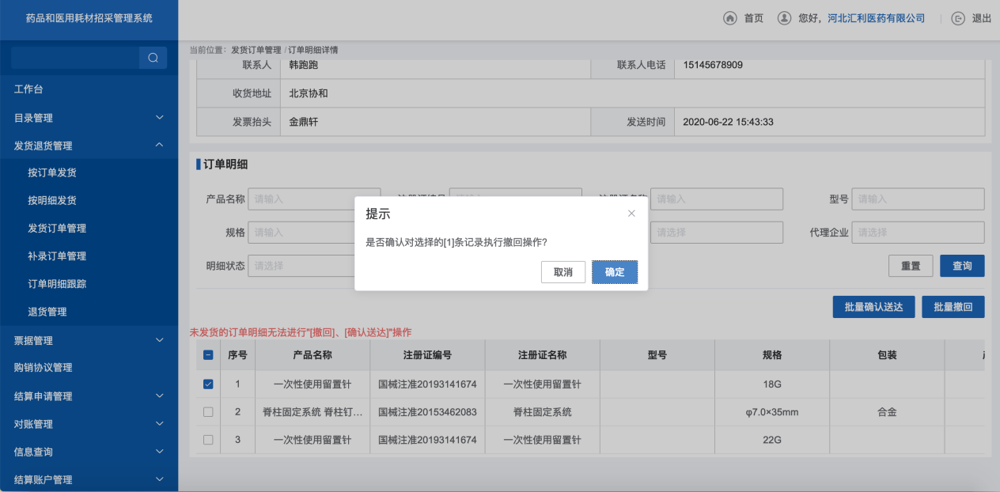 药品和医用耗材招采管理系统
首页 您好, 河北汇利医药有限公司 退出
当前位置: 发货订单管理 / 订单明细详情
工作台
目录管理
发货退货管理
按订单发货
按明细发货
发货订单管理
补录订单管理
订单明细跟踪
退货管理
票据管理
购销协议管理
结算申请管理
对账管理
信息查询
结算账户管理
联系人 韩跑跑 联系人电话 15145678909
收货地址 北京协和
发票抬头 金鼎轩 发送时间 2020-06-22 15:43:33
订单明细
产品名称 请输入 注册证编号 请输入 注册证名称 请输入 型号 请输入
规格 请输入 请选择 代理企业 请选择
明细状态 请选择 重置 查询
提示
是否确认对选择的[1]条记录执行撤回操作?
取消 确定
批量确认送达 批量撤回
未发货的订单明细无法进行"[撤回]、[确认送达]"操作
序号 产品名称 注册证编号 注册证名称 型号 规格 包装
1 一次性使用留置针 国械注准20193141674 一次性使用留置针 18G
2 脊柱固定系统 脊柱钉… 国械注准20153462083 脊柱固定系统 φ7.0×35mm 合金
3 一次性使用留置针 国械注准20193141674 一次性使用留置针 22G